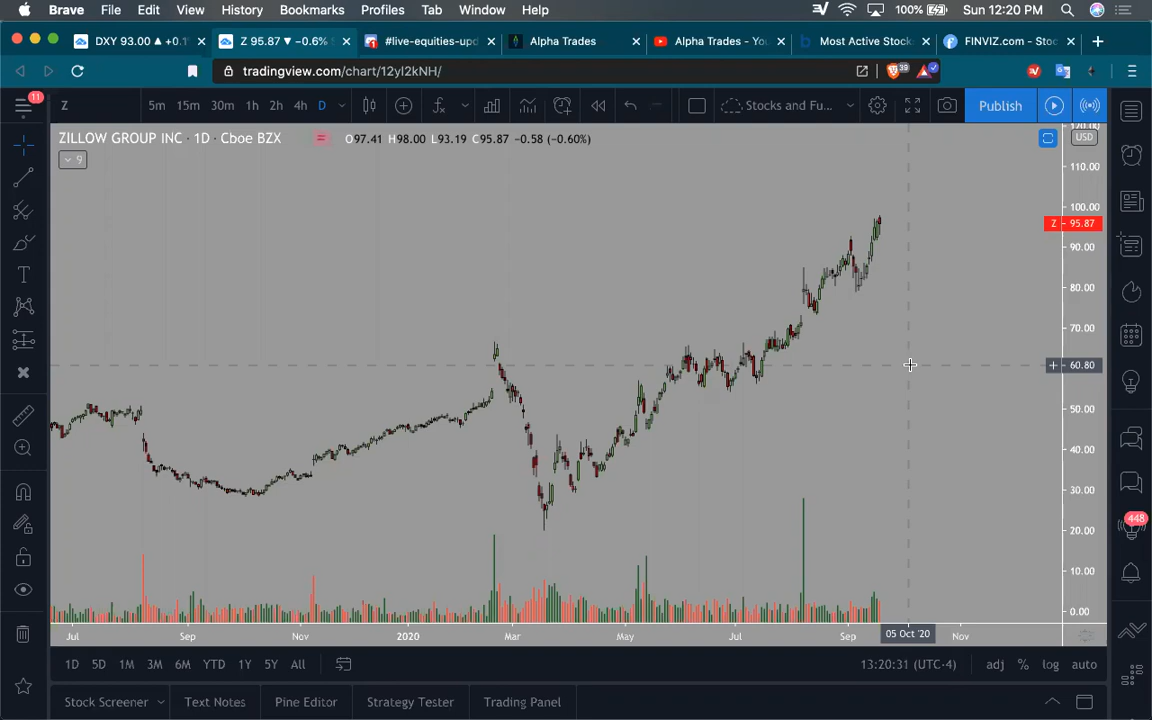 Brave File Edit View History Bookmarks Profiles Tab Window Help 100% Sun 12:20 PM
DXY 93.00 ▲ +0.1 Z 95.87 ▼ −0.6% #live-equities-upd Alpha Trades Alpha Trades - Yo Most Active Stock FINVIZ.com - Stoc
tradingview.com/chart/12yI2kNH/ 39
11 Z 5m 15m 30m 1h 2h 4h D Stocks and Fu... Publish
ZILLOW GROUP INC · 1D · Cboe BZX O97.41 H98.00 L93.19 C95.87 −0.58 (−0.60%)
9
120.00
USD
110.00
100.00
Z 95.87
90.00
80.00
70.00
60.80
50.00
40.00
30.00
448
20.00
10.00
0.00
Jul Sep Nov 2020 Mar May Jul Sep 05 Oct '20 Nov
1D 5D 1M 3M 6M YTD 1Y 5Y All 13:20:31 (UTC-4) adj % log auto
Stock Screener Text Notes Pine Editor Strategy Tester Trading Panel